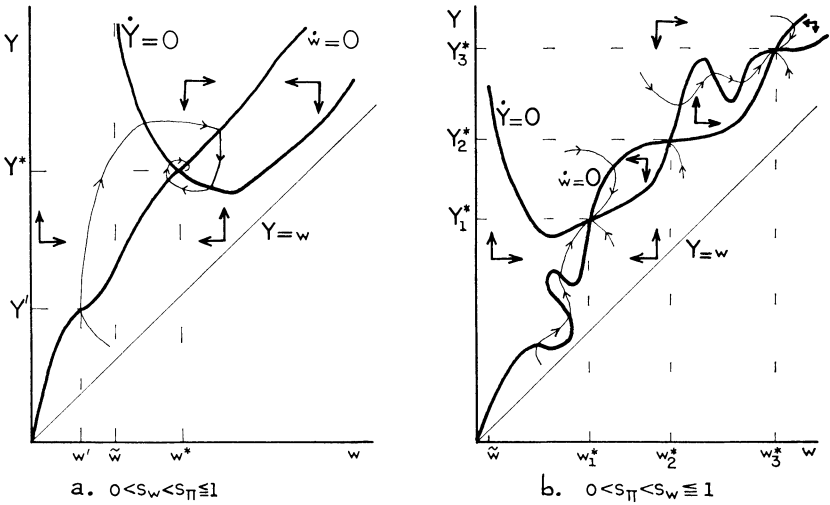 Y
Ẏ=0
ẇ=0
Y*
Y=w
Y'
w'
w̃
w*
w
a. 0<s_w<s_Π≦1
Y
Y₃*
Ẏ=0
Y₂*
ẇ=0
Y₁*
Y=w
w̃
w₁*
w₂*
w₃*
w
b. 0<s_Π<s_w≦1